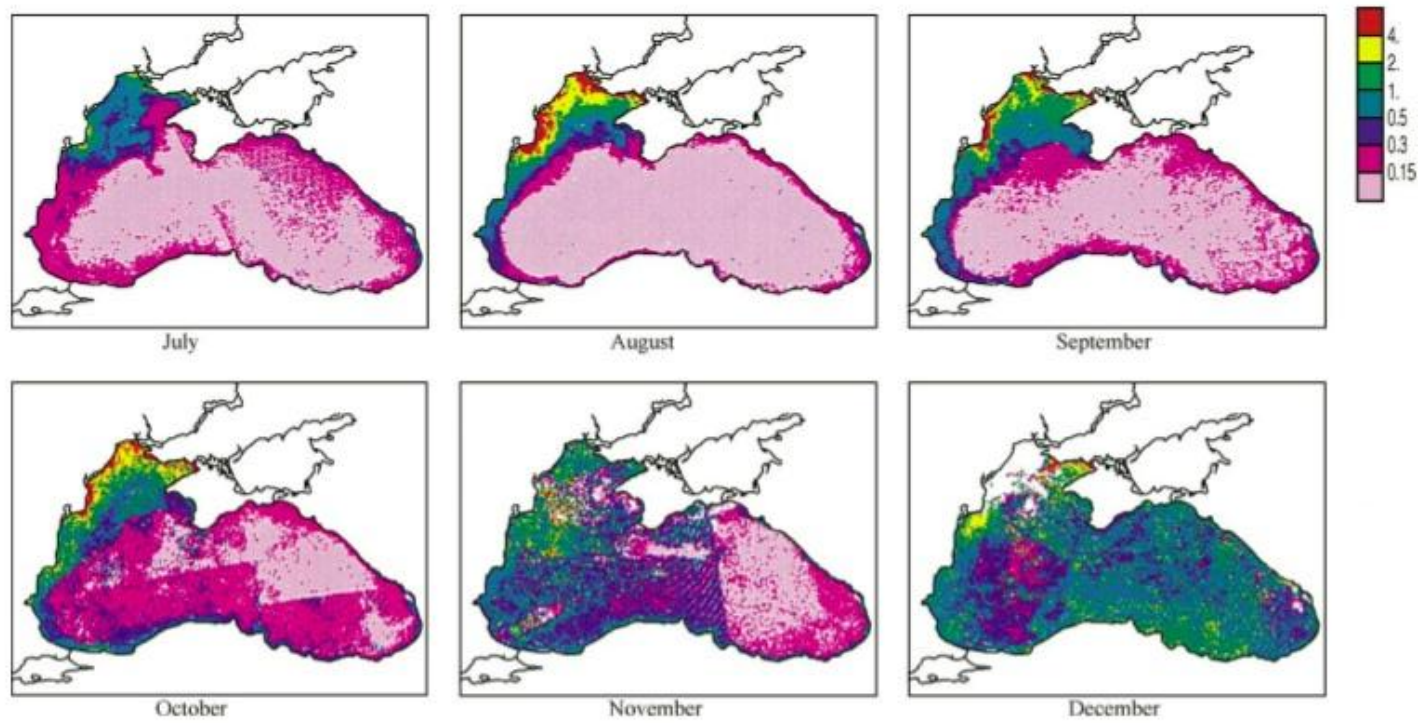 4.
2.
1.
0.5
0.3
0.15
July
August
September
October
November
December